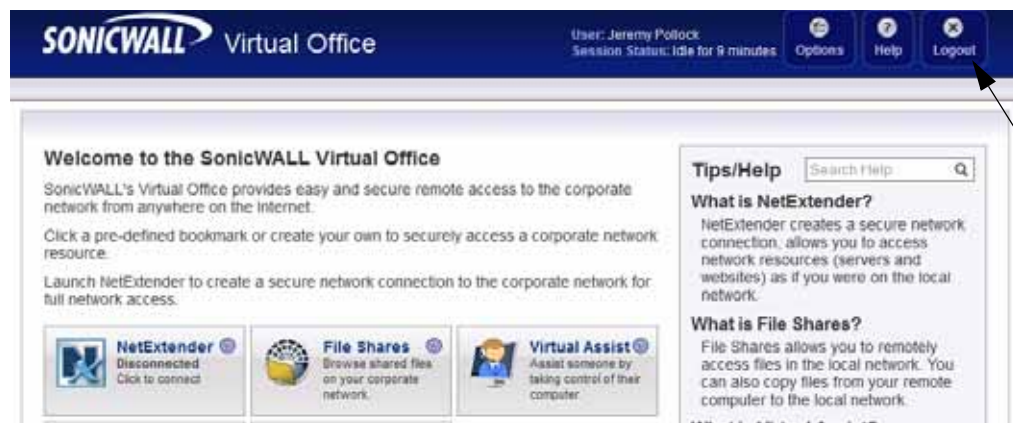 SONICWALL Virtual Office
User: Jeremy Pollock
Session Status: Idle for 9 minutes
Options
Help
Logout
Welcome to the SonicWALL Virtual Office
SonicWALL's Virtual Office provides easy and secure remote access to the corporate
network from anywhere on the Internet.
Click a pre-defined bookmark or create your own to securely access a corporate network
resource.
Launch NetExtender to create a secure network connection to the corporate network for
full network access.
NetExtender
Disconnected
Click to connect
File Shares
Browse shared files
on your corporate
network.
Virtual Assist
Assist someone by
taking control of their
computer
Tips/Help
Search Help
What is NetExtender?
NetExtender creates a secure network
connection, allows you to access
network resources (servers and
websites) as if you were on the local
network.
What is File Shares?
File Shares allows you to remotely
access files in the local network. You
can also copy files from your remote
computer to the local network